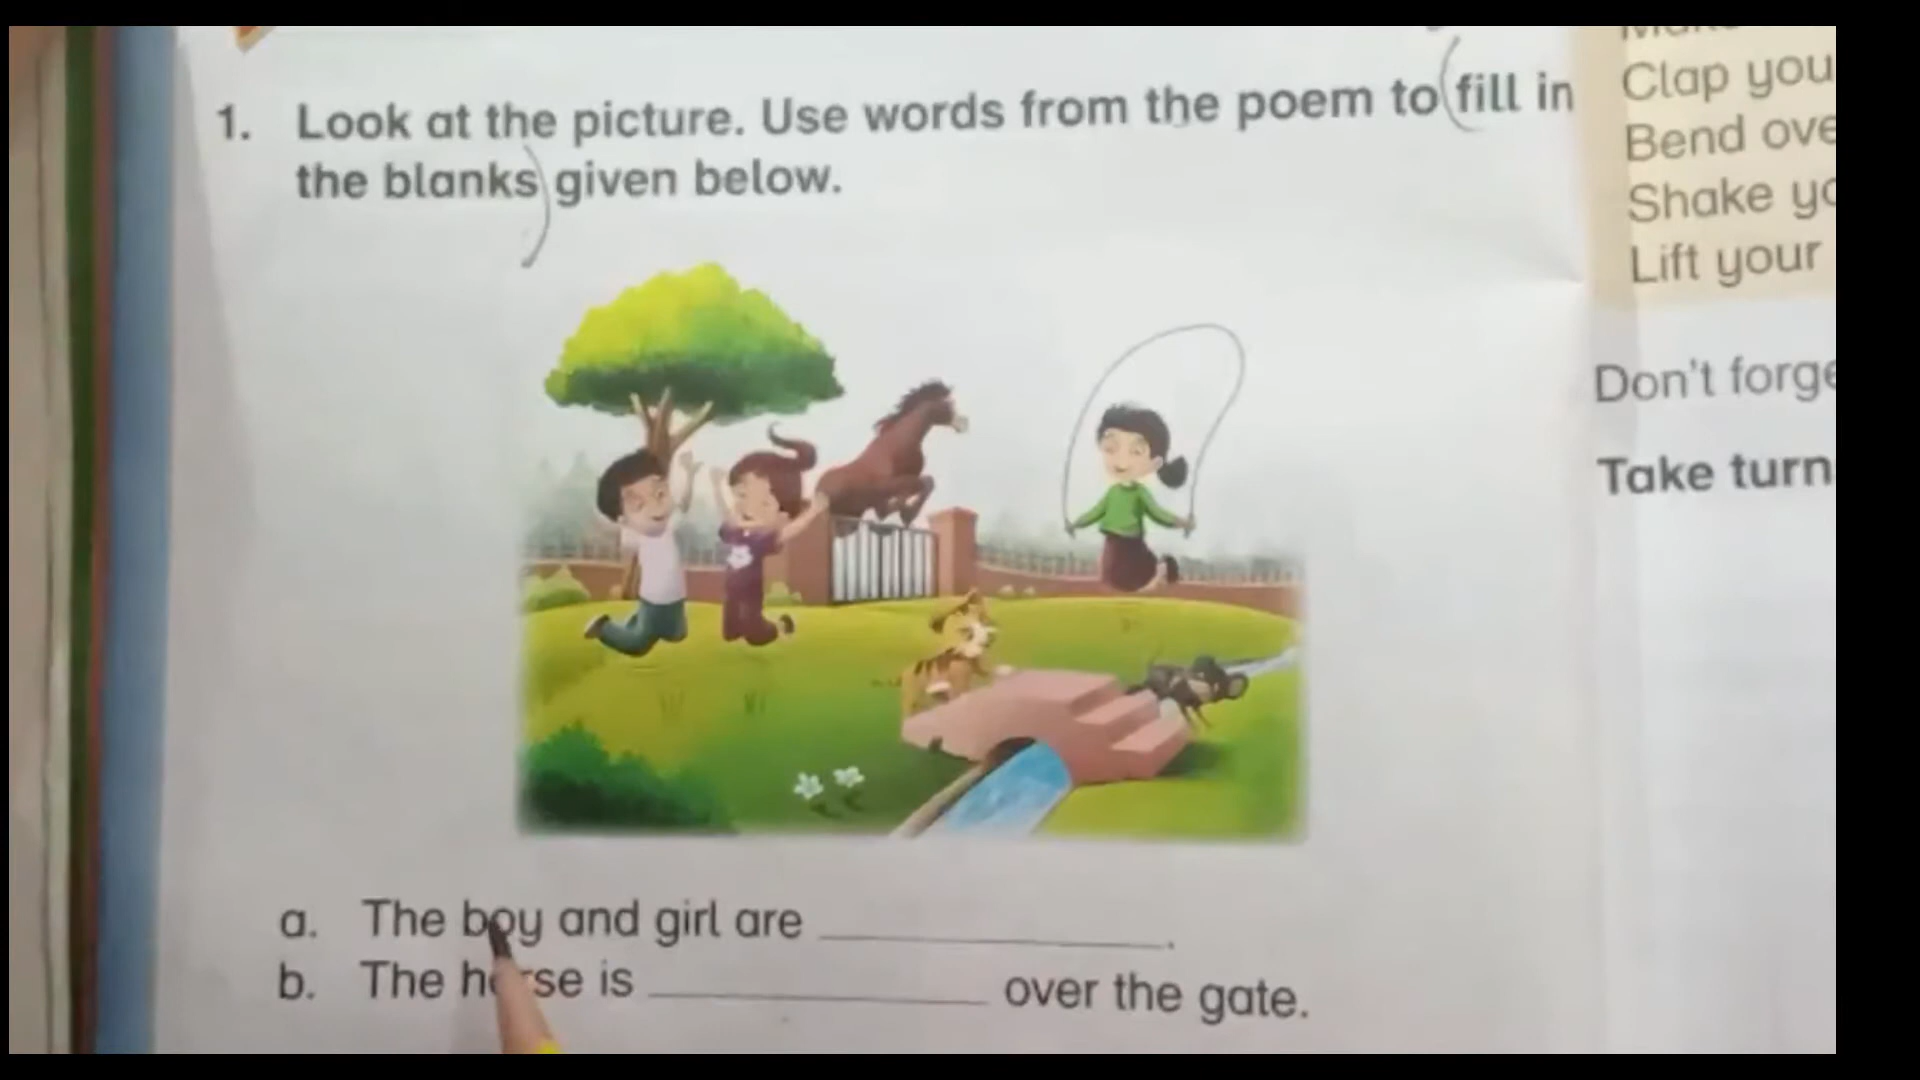 1. Look at the picture. Use words from the poem to fill in
the blanks given below.
a. The boy and girl are ____________.
b. The horse is ____________ over the gate.
Clap you
Bend ove
Shake yo
Lift your
Don't forge
Take turn